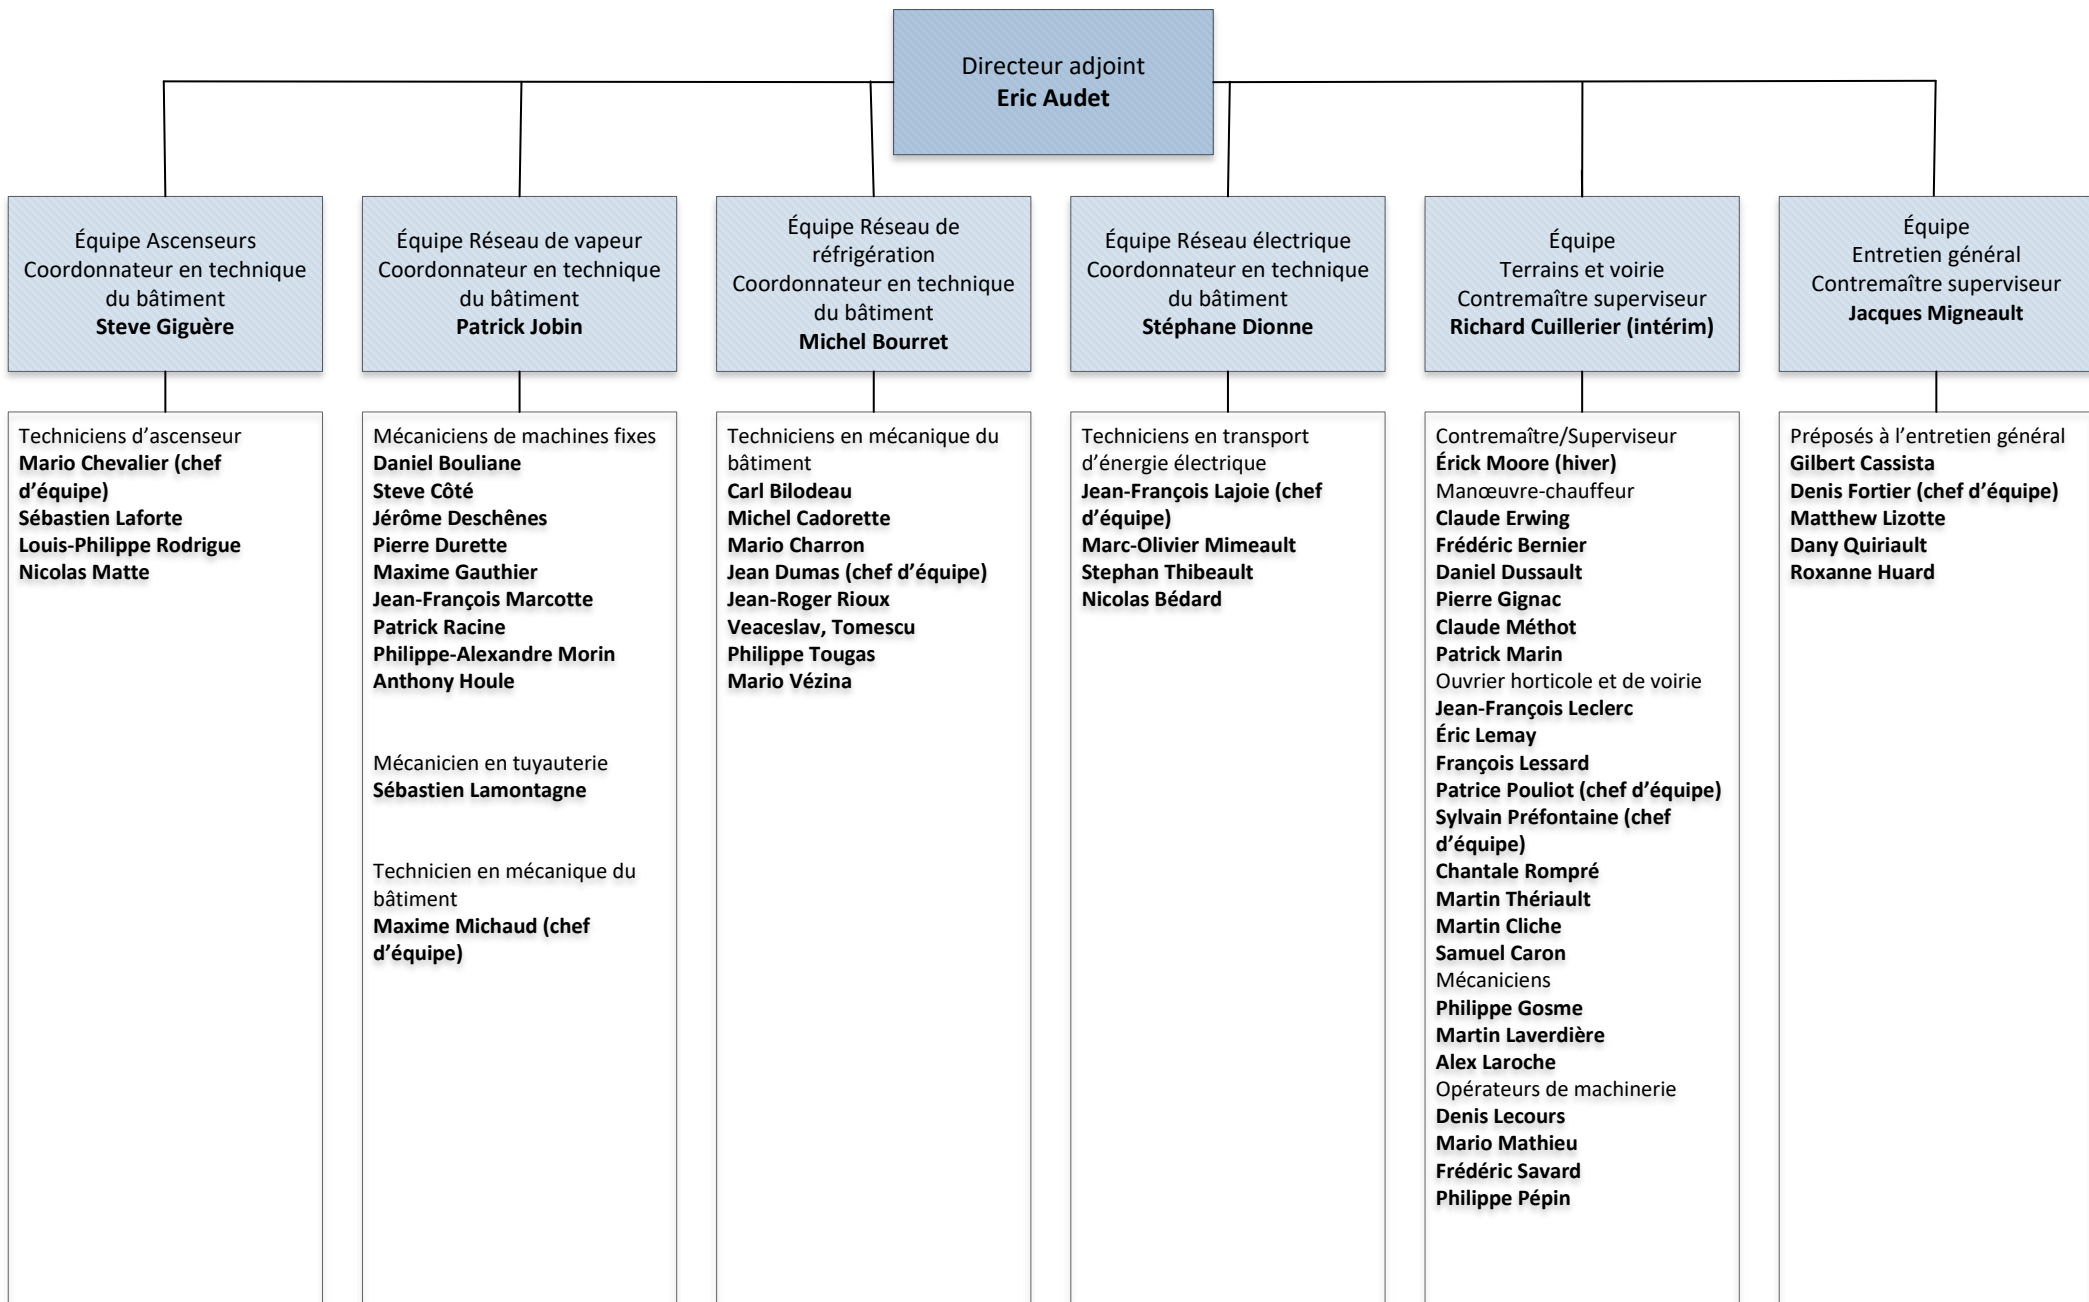 Directeur adjoint
Eric Audet
Équipe Ascenseurs
Coordonnateur en technique
du bâtiment
Steve Giguère
Équipe Réseau de vapeur
Coordonnateur en technique
du bâtiment
Patrick Jobin
Équipe Réseau de
réfrigération
Coordonnateur en technique
du bâtiment
Michel Bourret
Équipe Réseau électrique
Coordonnateur en technique
du bâtiment
Stéphane Dionne
Équipe
Terrains et voirie
Contremaître superviseur
Richard Cuillerier (intérim)
Équipe
Entretien général
Contremaître superviseur
Jacques Migneault
Techniciens d’ascenseur
Mario Chevalier (chef
d’équipe)
Sébastien Laforte
Louis-Philippe Rodrigue
Nicolas Matte
Mécaniciens de machines fixes
Daniel Bouliane
Steve Côté
Jérôme Deschênes
Pierre Durette
Maxime Gauthier
Jean-François Marcotte
Patrick Racine
Philippe-Alexandre Morin
Anthony Houle
Mécanicien en tuyauterie
Sébastien Lamontagne
Technicien en mécanique du
bâtiment
Maxime Michaud (chef
d’équipe)
Techniciens en mécanique du
bâtiment
Carl Bilodeau
Michel Cadorette
Mario Charron
Jean Dumas (chef d’équipe)
Jean-Roger Rioux
Veaceslav, Tomescu
Philippe Tougas
Mario Vézina
Techniciens en transport
d’énergie électrique
Jean-François Lajoie (chef
d’équipe)
Marc-Olivier Mimeault
Stephan Thibeault
Nicolas Bédard
Contremaître/Superviseur
Érick Moore (hiver)
Manœuvre-chauffeur
Claude Erwing
Frédéric Bernier
Daniel Dussault
Pierre Gignac
Claude Méthot
Patrick Marin
Ouvrier horticole et de voirie
Jean-François Leclerc
Éric Lemay
François Lessard
Patrice Pouliot (chef d’équipe)
Sylvain Préfontaine (chef
d’équipe)
Chantale Rompré
Martin Thériault
Martin Cliche
Samuel Caron
Mécaniciens
Philippe Gosme
Martin Laverdière
Alex Laroche
Opérateurs de machinerie
Denis Lecours
Mario Mathieu
Frédéric Savard
Philippe Pépin
Préposés à l’entretien général
Gilbert Cassista
Denis Fortier (chef d’équipe)
Matthew Lizotte
Dany Quiriault
Roxanne Huard